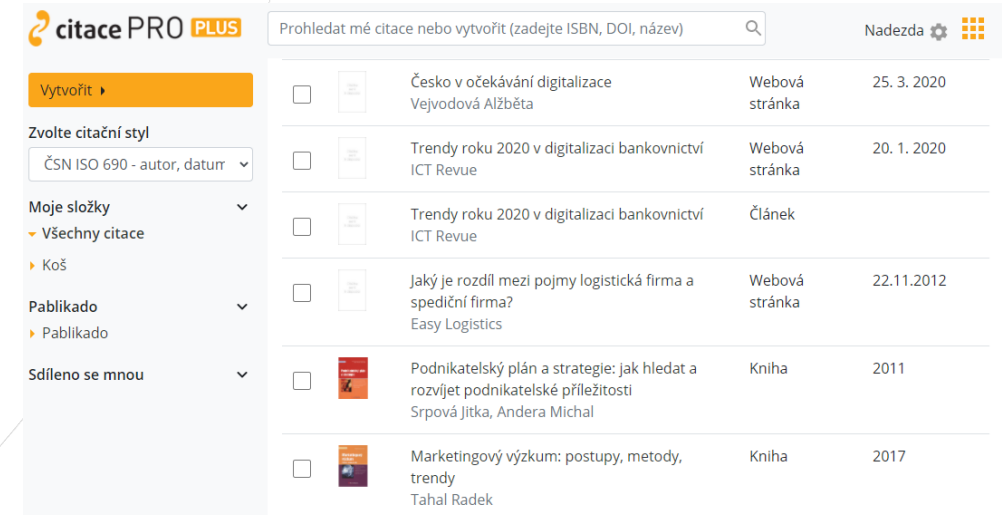 citace PRO PLUS
Prohledat mé citace nebo vytvořit (zadejte ISBN, DOI, název)
Nadezda
Vytvořit
Zvolte citační styl
ČSN ISO 690 - autor, datum
Moje složky
Všechny citace
Koš
Pablikado
Pablikado
Sdíleno se mnou
Česko v očekávání digitalizace
Vejvodová Alžběta
Webová
stránka
25. 3. 2020
Trendy roku 2020 v digitalizaci bankovnictví
ICT Revue
Webová
stránka
20. 1. 2020
Trendy roku 2020 v digitalizaci bankovnictví
ICT Revue
Článek
Jaký je rozdíl mezi pojmy logistická firma a
spediční firma?
Easy Logistics
Webová
stránka
22.11.2012
Podnikatelský plán a strategie: jak hledat a
rozvíjet podnikatelské příležitosti
Srpová Jitka, Andera Michal
Kniha
2011
Marketingový výzkum: postupy, metody,
trendy
Tahal Radek
Kniha
2017